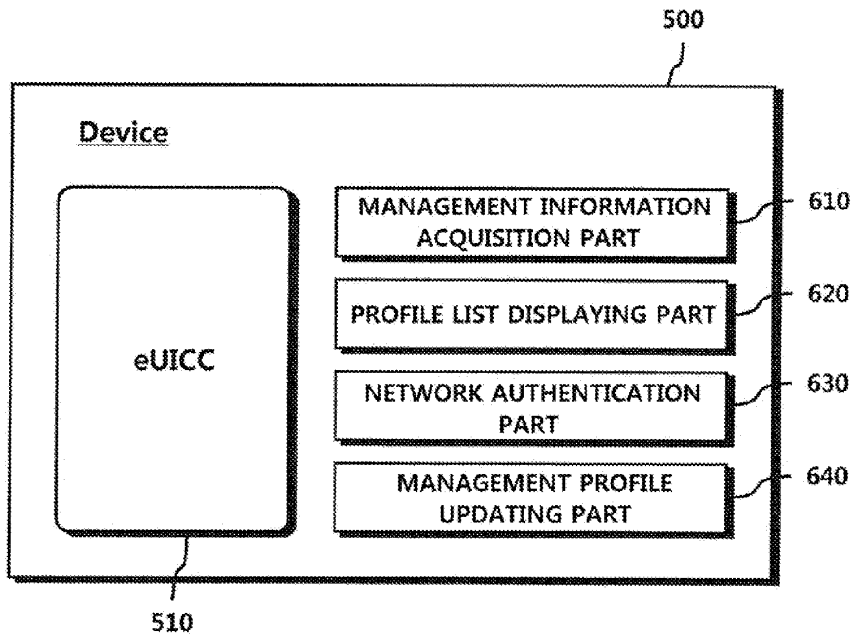 500
Device
MANAGEMENT INFORMATION
ACQUISITION PART
610
PROFILE LIST DISPLAYING PART
620
eUICC
NETWORK AUTHENTICATION
PART
630
MANAGEMENT PROFILE
UPDATING PART
640
510